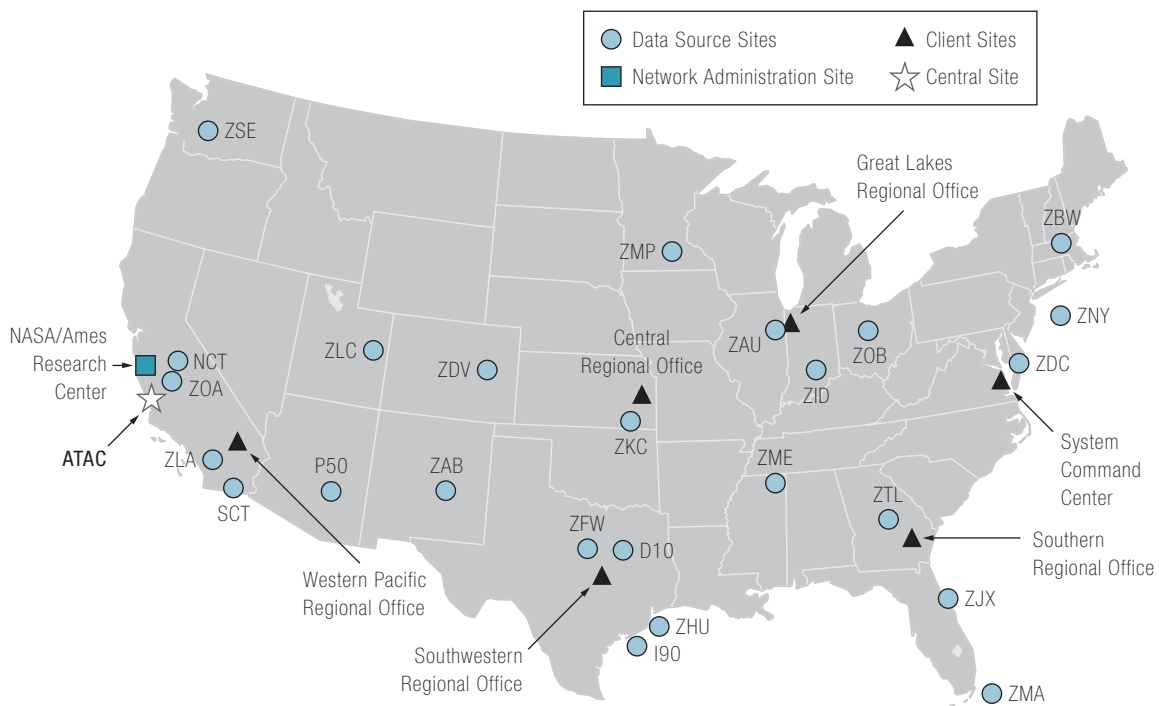 Data Source Sites
Client Sites
Network Administration Site
Central Site
ZSE
Great Lakes
Regional Office
ZBW
ZMP
ZNY
NASA/Ames
Research
Center
NCT
ZOA
ZLC
ZDV
Central
Regional Office
ZAU
ZOB
ZID
ZDC
ATAC
ZLA
SCT
P50
ZAB
ZKC
ZME
System
Command
Center
ZTL
ZFW
D10
Southern
Regional Office
Western Pacific
Regional Office
ZJX
ZHU
I90
Southwestern
Regional Office
ZMA